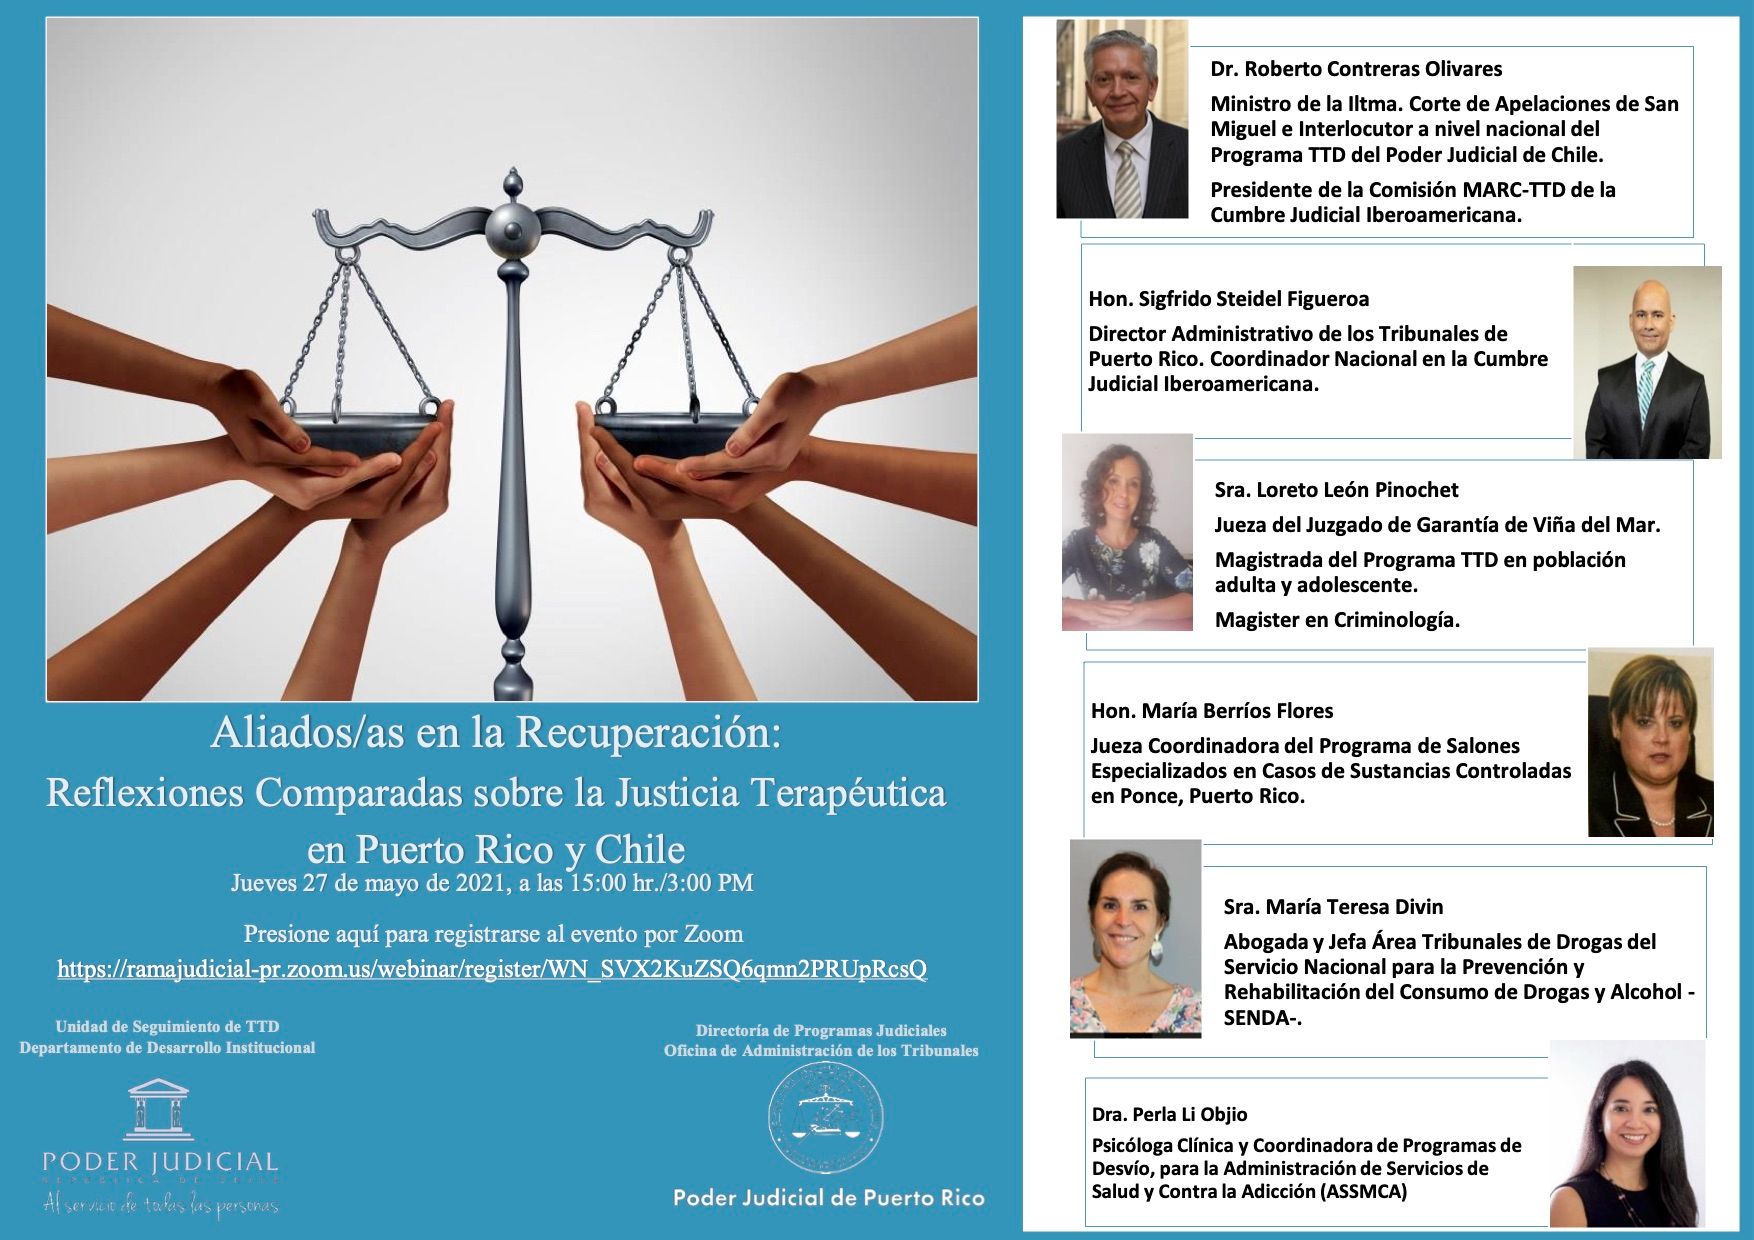 Aliados/as en la Recuperación:
Reflexiones Comparadas sobre la Justicia Terapéutica
en Puerto Rico y Chile
Jueves 27 de mayo de 2021, a las 15:00 hr./3:00 PM
Presione aquí para registrarse al evento por Zoom
https://ramajudicial-pr.zoom.us/webinar/register/WN_SVX2KuZSQ6qmn2PRUpRcsQ
Unidad de Seguimiento de TTD
Departamento de Desarrollo Institucional
PODER JUDICIAL
REPUBLICA DE CHILE
Al servicio de todas las personas
Directoría de Programas Judiciales
Oficina de Administración de los Tribunales
Poder Judicial de Puerto Rico
Dr. Roberto Contreras Olivares
Ministro de la Iltma. Corte de Apelaciones de San
Miguel e Interlocutor a nivel nacional del
Programa TTD del Poder Judicial de Chile.
Presidente de la Comisión MARC-TTD de la
Cumbre Judicial Iberoamericana.
Hon. Sigfrido Steidel Figueroa
Director Administrativo de los Tribunales de
Puerto Rico. Coordinador Nacional en la Cumbre
Judicial Iberoamericana.
Sra. Loreto León Pinochet
Jueza del Juzgado de Garantía de Viña del Mar.
Magistrada del Programa TTD en población
adulta y adolescente.
Magister en Criminología.
Hon. María Berríos Flores
Jueza Coordinadora del Programa de Salones
Especializados en Casos de Sustancias Controladas
en Ponce, Puerto Rico.
Sra. María Teresa Divin
Abogada y Jefa Área Tribunales de Drogas del
Servicio Nacional para la Prevención y
Rehabilitación del Consumo de Drogas y Alcohol -
SENDA-.
Dra. Perla Li Objio
Psicóloga Clínica y Coordinadora de Programas de
Desvío, para la Administración de Servicios de
Salud y Contra la Adicción (ASSMCA)